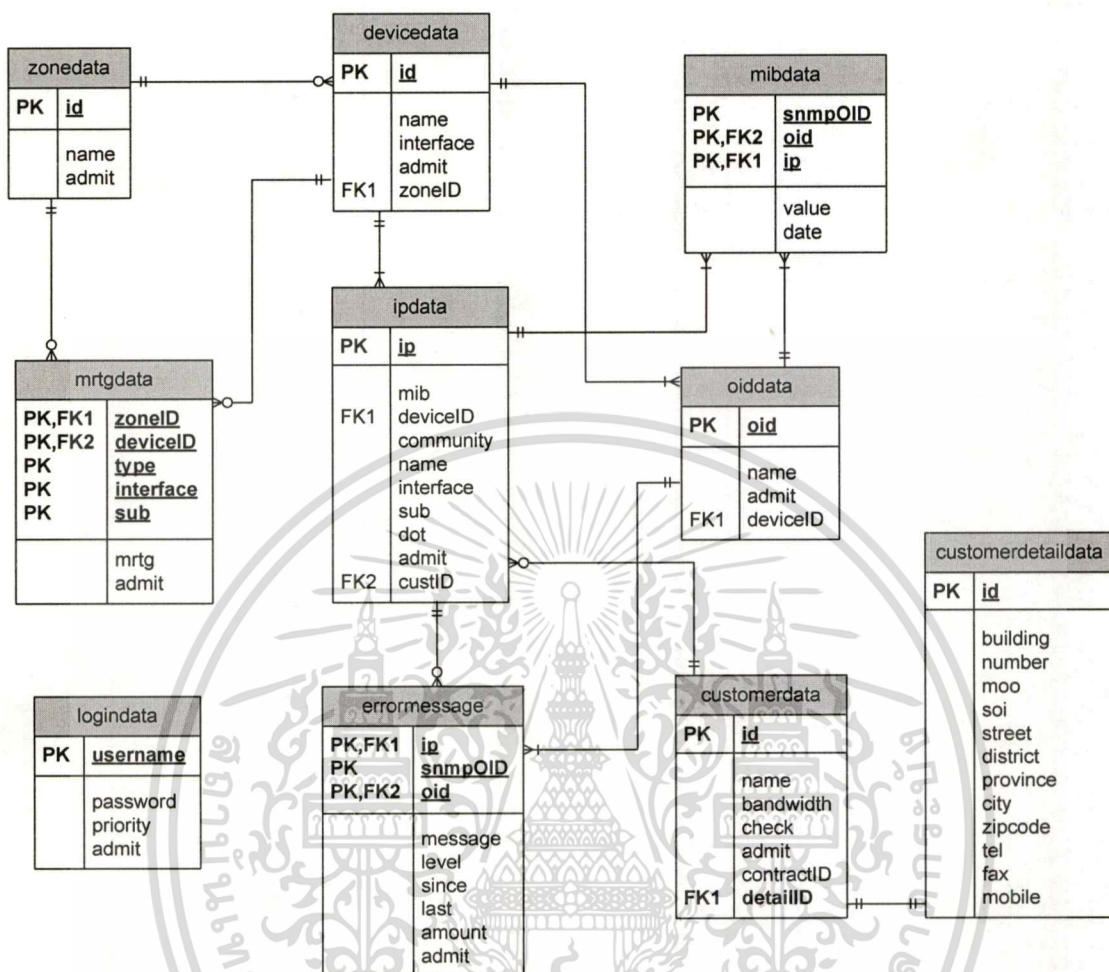 devicedata
PK id
name
interface
admit
FK1 zoneID
zonedata
PK id
name
admit
mibdata
PK snmpOID
PK,FK2 oid
PK,FK1 ip
value
date
ipdata
PK ip
mib
FK1 deviceID
community
name
interface
sub
dot
admit
FK2 custID
mrtgdata
PK,FK1 zoneID
PK,FK2 deviceID
PK type
PK interface
PK sub
mrtg
admit
oiddata
PK oid
name
admit
FK1 deviceID
customerdetaildata
PK id
building
number
moo
soi
street
district
province
city
zipcode
tel
fax
mobile
logindata
PK username
password
priority
admit
errormessage
PK,FK1 ip
PK snmpOID
PK,FK2 oid
message
level
since
last
amount
admit
customerdata
PK id
name
bandwidth
check
admit
contractID
FK1 detailID